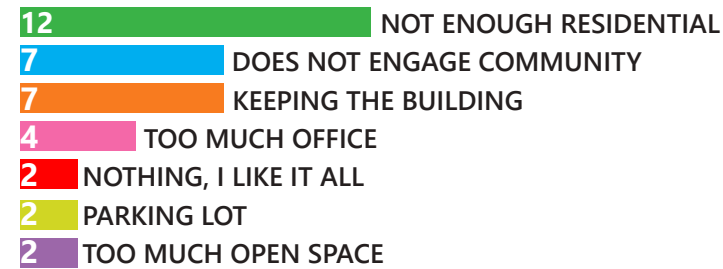 12 NOT ENOUGH RESIDENTIAL
7 DOES NOT ENGAGE COMMUNITY
7 KEEPING THE BUILDING
4 TOO MUCH OFFICE
2 NOTHING, I LIKE IT ALL
2 PARKING LOT
2 TOO MUCH OPEN SPACE